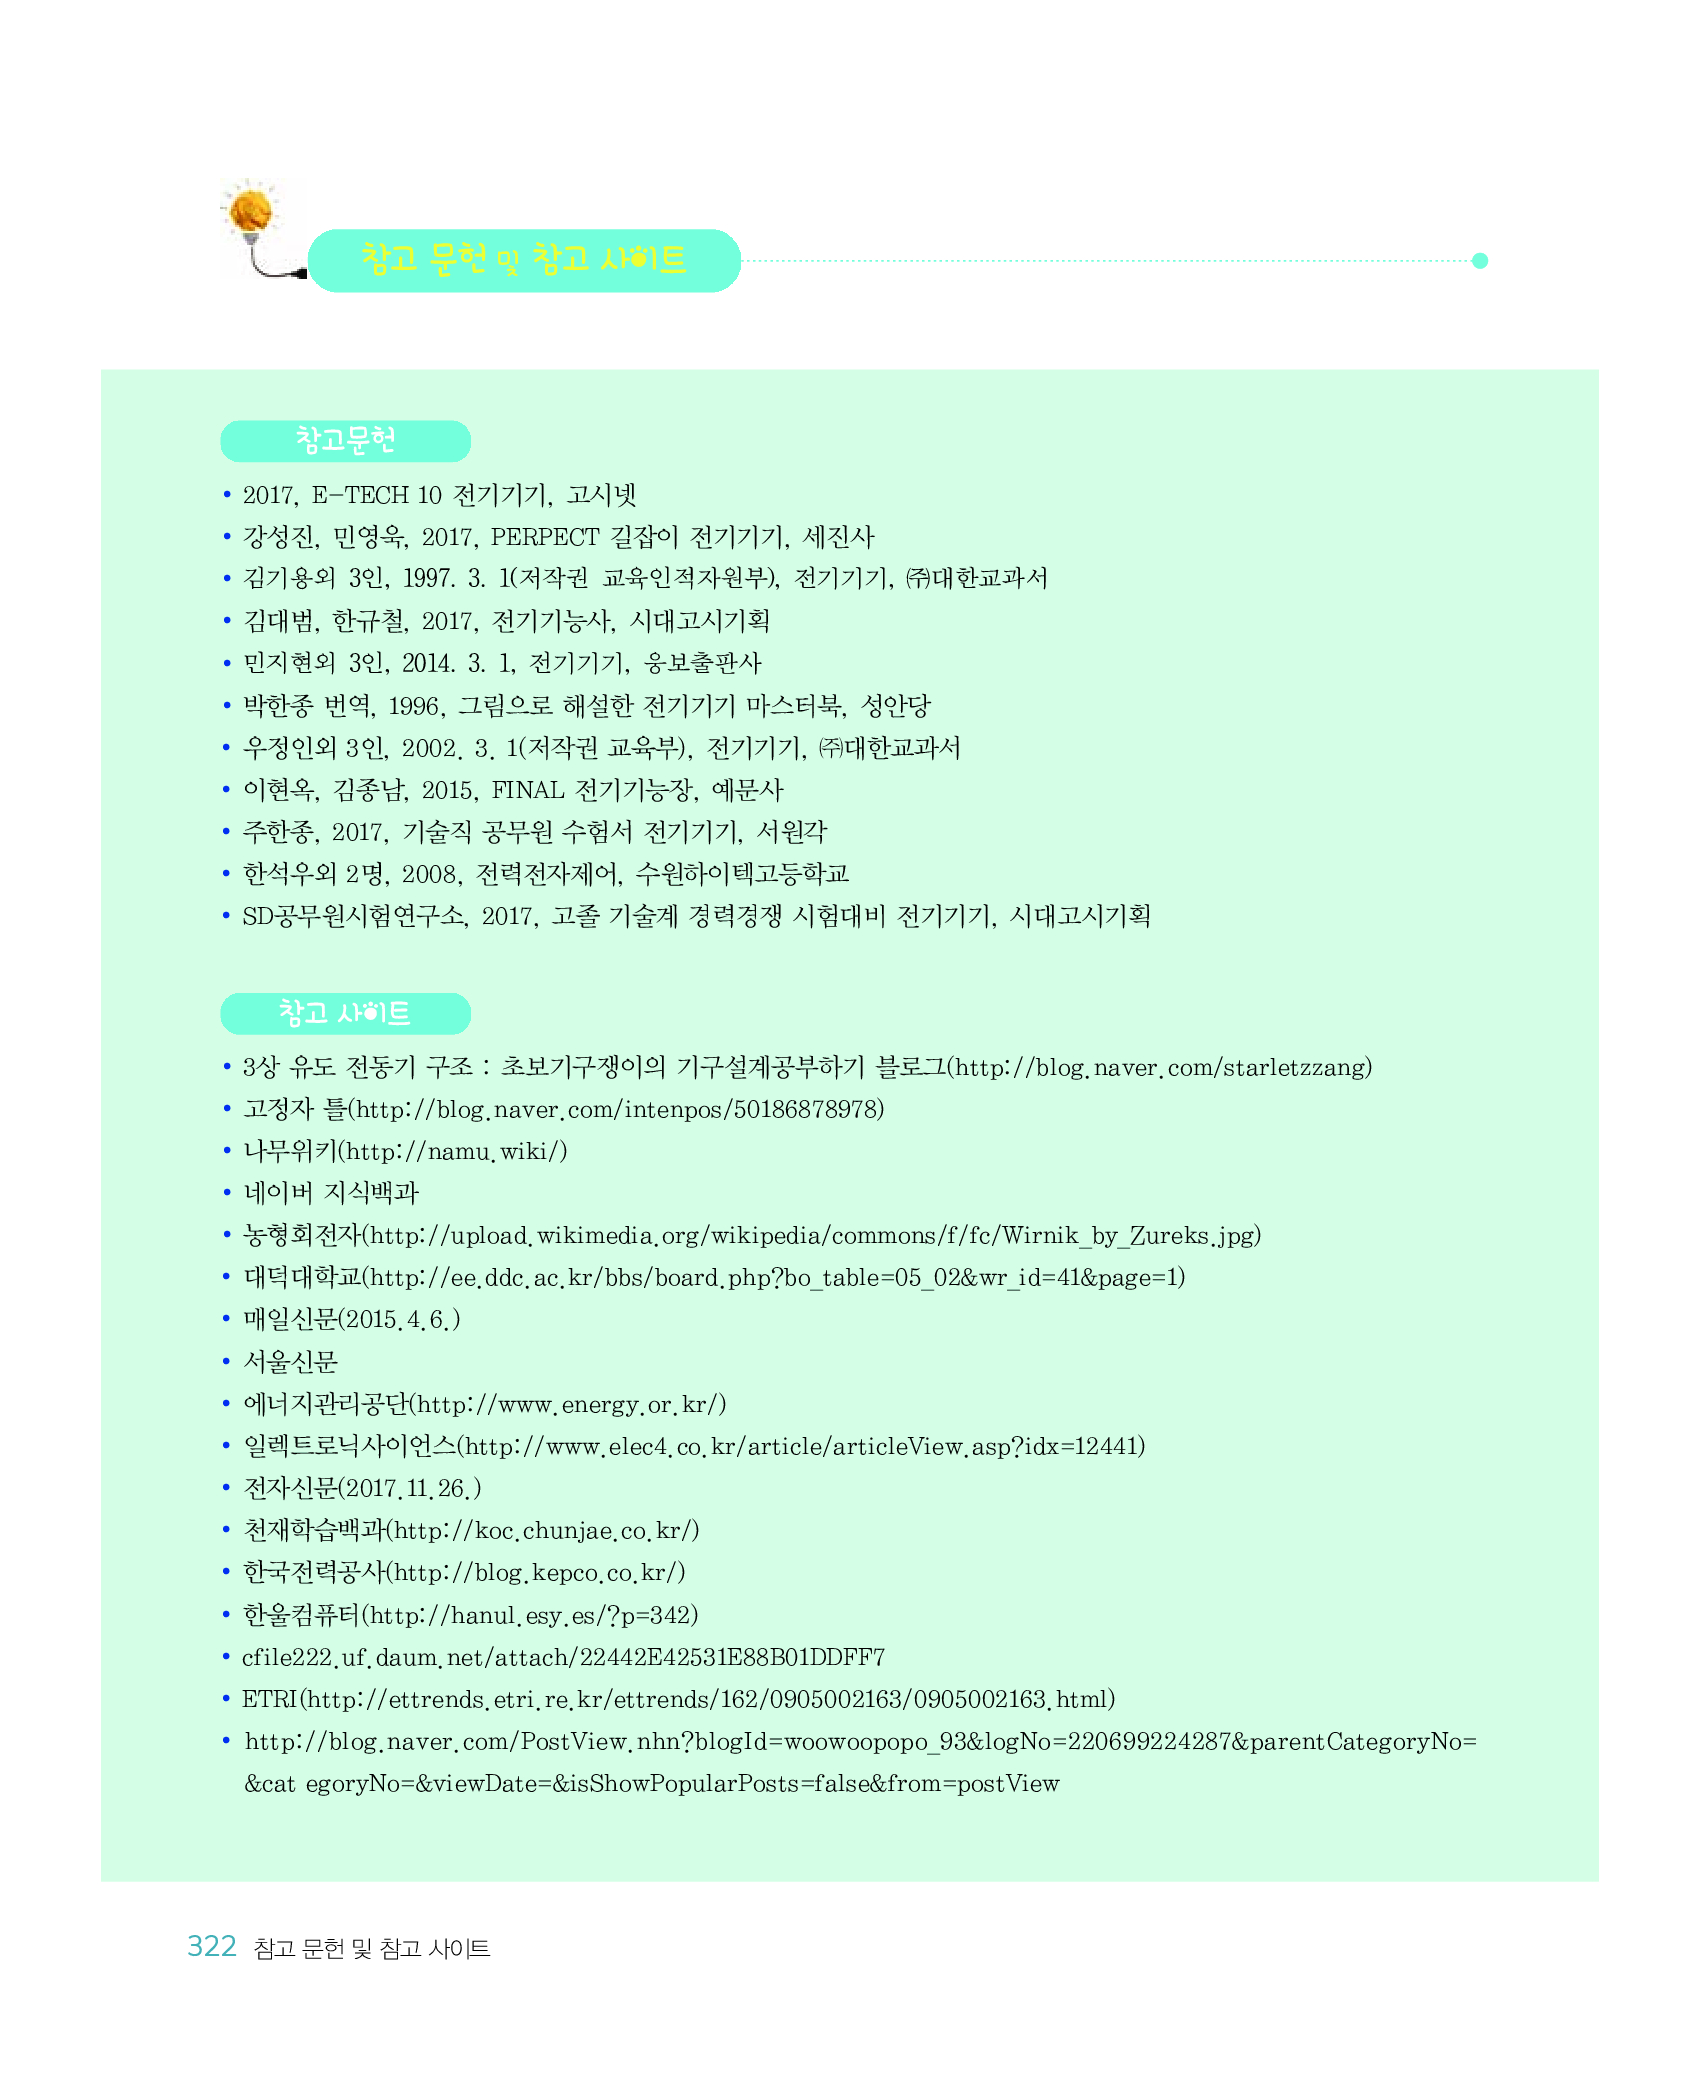 참고 문헌 및 참고 사이트
참고문헌
• 2017, E-TECH 10 전기기기, 고시넷
• 강성진, 민영욱, 2017, PERPECT 길잡이 전기기기, 세진사
• 김기용외 3인, 1997. 3. 1(저작권 교육인적자원부), 전기기기, ㈜대한교과서
• 김대범, 한규철, 2017, 전기기능사, 시대고시기획
• 민지현외 3인, 2014. 3. 1, 전기기기, 웅보출판사
• 박한종 번역, 1996, 그림으로 해설한 전기기기 마스터북, 성안당
• 우정인외 3인, 2002. 3. 1(저작권 교육부), 전기기기, ㈜대한교과서
• 이현옥, 김종남, 2015, FINAL 전기기능장, 예문사
• 주한종, 2017, 기술직 공무원 수험서 전기기기, 서원각
• 한석우외 2명, 2008, 전력전자제어, 수원하이텍고등학교
• SD공무원시험연구소, 2017, 고졸 기술계 경력경쟁 시험대비 전기기기, 시대고시기획
참고 사이트
• 3상 유도 전동기 구조 : 초보기구쟁이의 기구설계공부하기 블로그(http://blog.naver.com/starletzzang)
• 고정자 틀(http://blog.naver.com/intenpos/50186878978)
• 나무위키(http://namu.wiki/)
• 네이버 지식백과
• 농형회전자(http://upload.wikimedia.org/wikipedia/commons/f/fc/Wirnik_by_Zureks.jpg)
• 대덕대학교(http://ee.ddc.ac.kr/bbs/board.php?bo_table=05_02&wr_id=41&page=1)
• 매일신문(2015.4.6.)
• 서울신문
• 에너지관리공단(http://www.energy.or.kr/)
• 일렉트로닉사이언스(http://www.elec4.co.kr/article/articleView.asp?idx=12441)
• 전자신문(2017.11.26.)
• 천재학습백과(http://koc.chunjae.co.kr/)
• 한국전력공사(http://blog.kepco.co.kr/)
• 한울컴퓨터(http://hanul.esy.es/?p=342)
• cfile222.uf.daum.net/attach/22442E42531E88B01DDFF7
• ETRI(http://ettrends.etri.re.kr/ettrends/162/0905002163/0905002163.html)
• http://blog.naver.com/PostView.nhn?blogId=woowoopopo_93&logNo=220699224287&parentCategoryNo=
&cat egoryNo=&viewDate=&isShowPopularPosts=false&from=postView
322 참고 문헌 및 참고 사이트